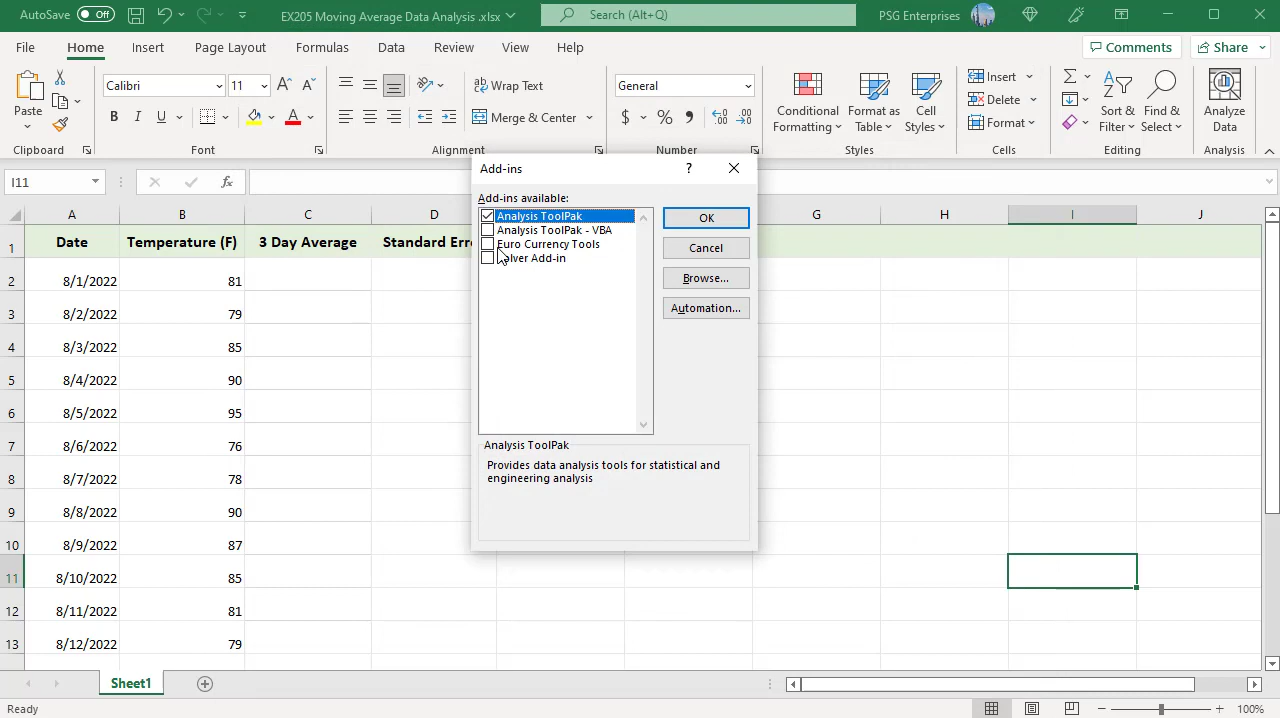 AutoSave Off EX205 Moving Average Data Analysis .xlsx Search (Alt+Q) PSG Enterprises
File Home Insert Page Layout Formulas Data Review View Help Comments Share
Calibri 11 Wrap Text General Insert
Paste B I U A Merge & Center $ % Conditional Formatting Format as Table Cell Styles Delete Format Sort & Filter Find & Select Analyze Data
Clipboard Font Alignment Number Styles Cells Editing Analysis
I11 fx
Add-ins ?
Add-ins available:
Analysis ToolPak
Analysis ToolPak - VBA
Euro Currency Tools
lver Add-in
OK
Cancel
Browse...
Automation...
Analysis ToolPak
Provides data analysis tools for statistical and
engineering analysis
A B C D G H I J
1 Date Temperature (F) 3 Day Average Standard Erro
2 8/1/2022 81
3 8/2/2022 79
4 8/3/2022 85
5 8/4/2022 90
6 8/5/2022 95
7 8/6/2022 76
8 8/7/2022 78
9 8/8/2022 90
10 8/9/2022 87
11 8/10/2022 85
12 8/11/2022 81
13 8/12/2022 79
Sheet1
Ready 100%